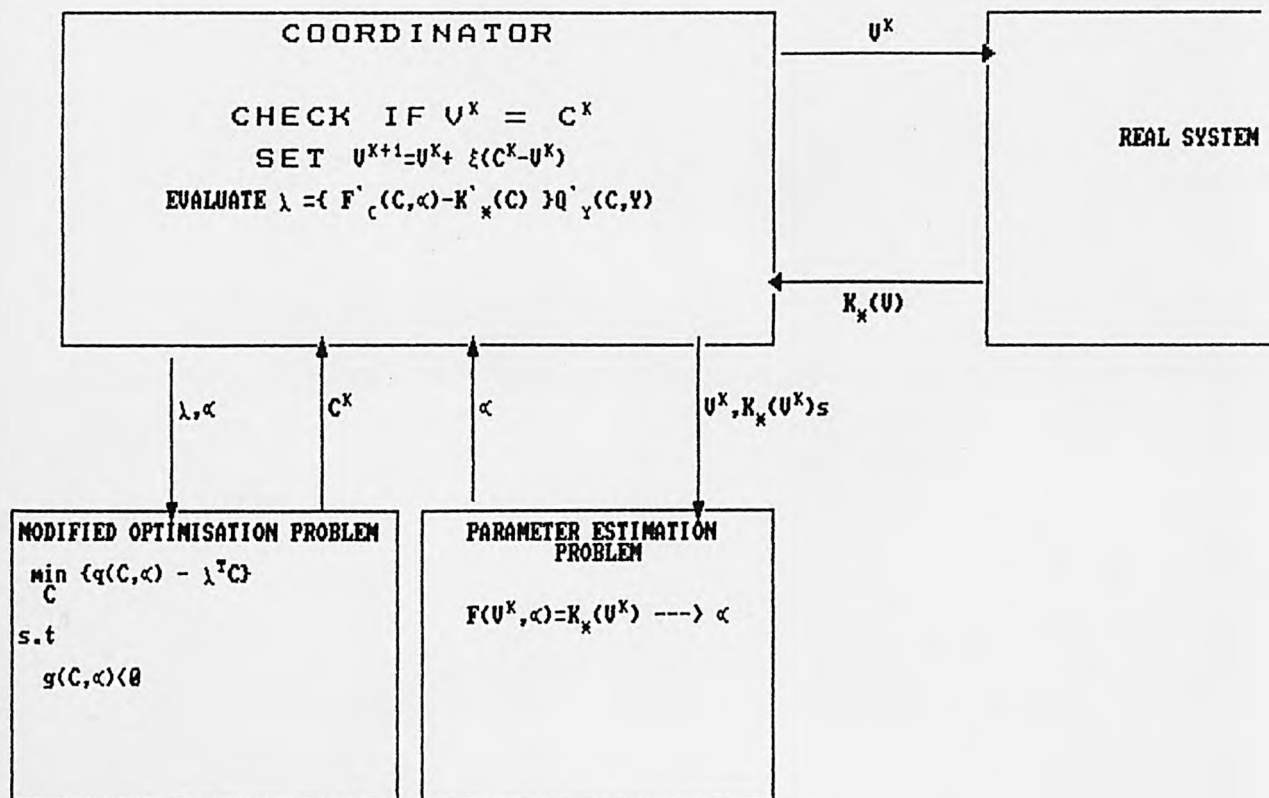 COORDINATOR
CHECK IF V^K = C^K
SET V^K+1=V^K+ ξ(C^K-V^K)
EVALUATE λ ={ F`_C(C,α)-K`_*(C) }Q`_Y(C,Y)
V^K
REAL SYSTEM
K_*(V)
λ,α
C^K
α
V^K,K_*(V^K)s
MODIFIED OPTIMISATION PROBLEM
min {q(C,α) - λ^T C}
C
s.t
g(C,α)<0
PARAMETER ESTIMATION
PROBLEM
F(V^K,α)=K_*(V^K) ---> α